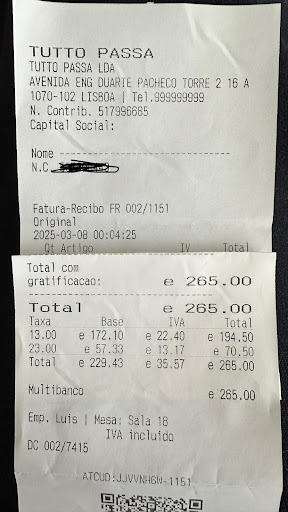 TUTTO PASSA
TUTTO PASSA LDA
AVENIDA ENG DUARTE PACHECO TORRE 2 16 A
1070-102 LISBOA | Tel.999999999
N. Contrib. 517996685
Capital Social:
Nome
N.C
Fatura-Recibo FR 002/1151
Original
2025-03-08 00:04:25
Qt Artigo IV Total
Total com
gratificacao: e 265.00
Total e 265.00
Taxa Base IVA Total
13.00 e 172.10 e 22.40 e 194.50
23.00 e 57.33 e 13.17 e 70.50
Total e 229.43 e 35.57 e 265.00
Multibanco e 265.00
Emp. Luis | Mesa: Sala 18
IVA incluido
DC 002/7415
ATCUD:JJVVNH6W-1151